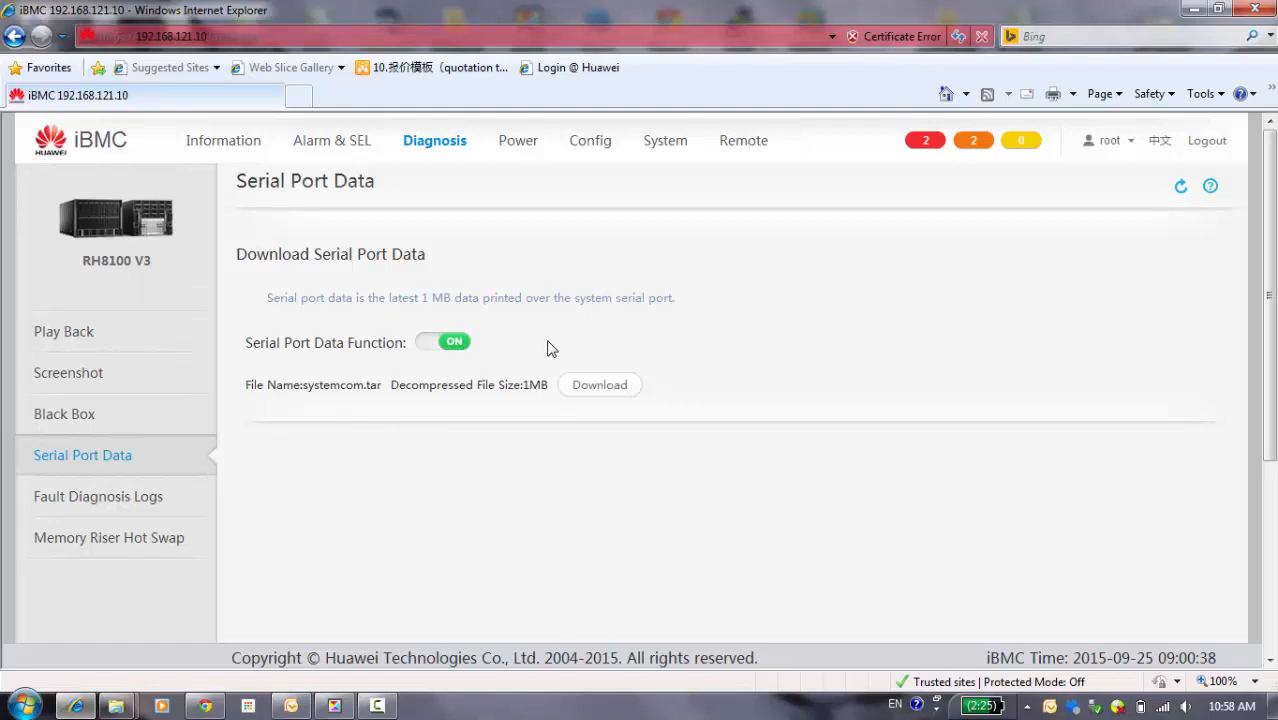 iBMC 192.168.121.10 - Windows Internet Explorer
192.168.121.10
Certificate Error
Bing
Favorites
Suggested Sites
Web Slice Gallery
10.报价模板（quotation t...
Login @ Huawei
iBMC 192.168.121.10
Page
Safety
Tools
HUAWEI
iBMC
Information
Alarm & SEL
Diagnosis
Power
Config
System
Remote
2
2
0
root
中文
Logout
RH8100 V3
Play Back
Screenshot
Black Box
Serial Port Data
Fault Diagnosis Logs
Memory Riser Hot Swap
Serial Port Data
Download Serial Port Data
Serial port data is the latest 1 MB data printed over the system serial port.
Serial Port Data Function:
ON
File Name:systemcom.tar
Decompressed File Size:1MB
Download
Copyright © Huawei Technologies Co., Ltd. 2004-2015. All rights reserved.
iBMC Time: 2015-09-25 09:00:38
Trusted sites | Protected Mode: Off
100%
EN
(2:25)
10:58 AM